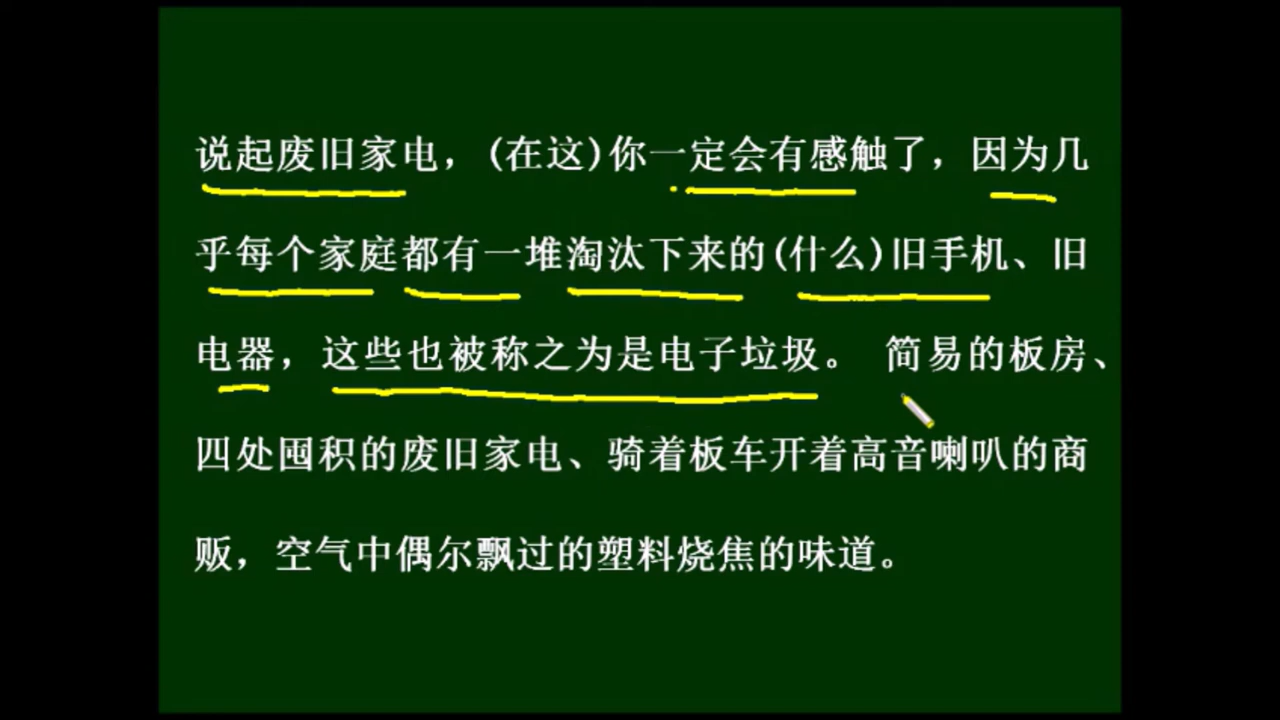 说起废旧家电，(在这)你一定会有感触了，因为几
乎每个家庭都有一堆淘汰下来的(什么)旧手机、旧
电器，这些也被称之为是电子垃圾。 简易的板房、
四处囤积的废旧家电、骑着板车开着高音喇叭的商
贩，空气中偶尔飘过的塑料烧焦的味道。